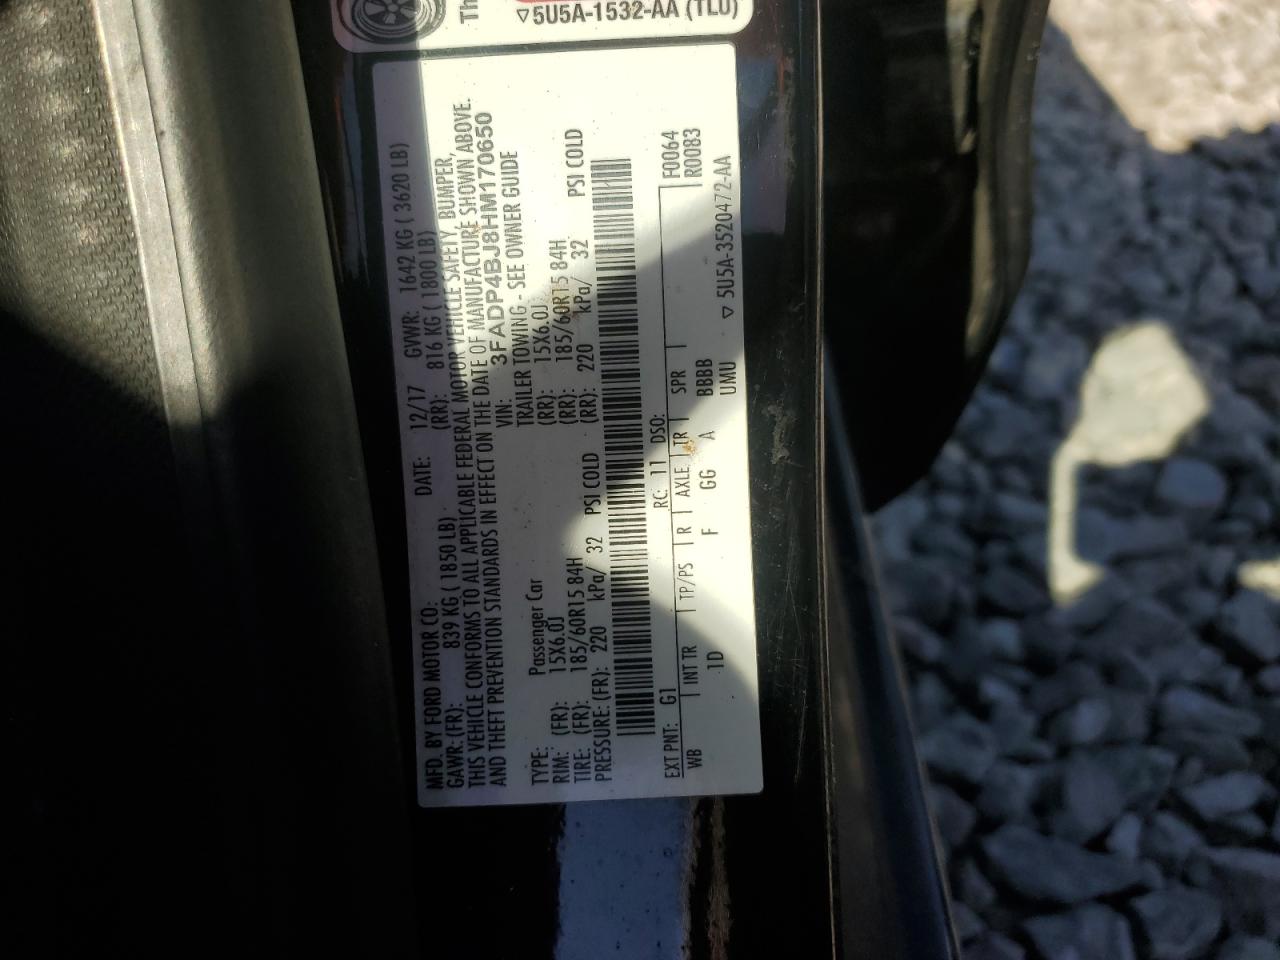 Th
▽5U5A-1532-AA (TLU)
MFD. BY FORD MOTOR CO: DATE: 12/17 GVWR: 1642 KG ( 3620 LB)
GAWR: (FR): 839 KG ( 1850 LB) (RR): 816 KG ( 1800 LB)
THIS VEHICLE CONFORMS TO ALL APPLICABLE FEDERAL MOTOR VEHICLE SAFETY, BUMPER,
AND THEFT PREVENTION STANDARDS IN EFFECT ON THE DATE OF MANUFACTURE SHOWN ABOVE.
VIN: 3FADP4BJ8HM170650
TYPE: Passenger Car TRAILER TOWING - SEE OWNER GUIDE
RIM: (FR): 15X6.0J (RR): 15X6.0J
TIRE: (FR): 185/60R15 84H (RR): 185/60R15 84H
PRESSURE: (FR): 220 kPa/ 32 PSI COLD (RR): 220 kPa/ 32 PSI COLD
EXT PNT: G1 RC: 11 DSO: F0064
WB INT TR TP/PS R AXLE TR SPR R0083
1D F GG A BBBB
UMU
▽ 5U5A-3520472-AA